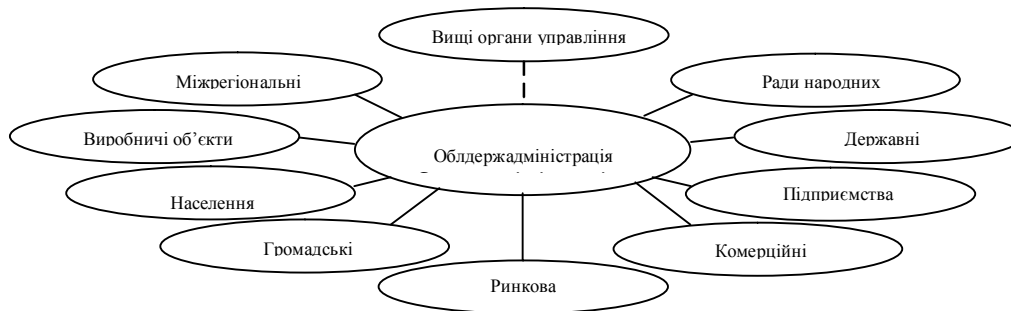 Вищі органи управління
Міжрегіональні
Ради народних
Виробничі об’єкти
Державні
Облдержадміністрація
Населення
Підприємства
Громадські
Комерційні
Ринкова